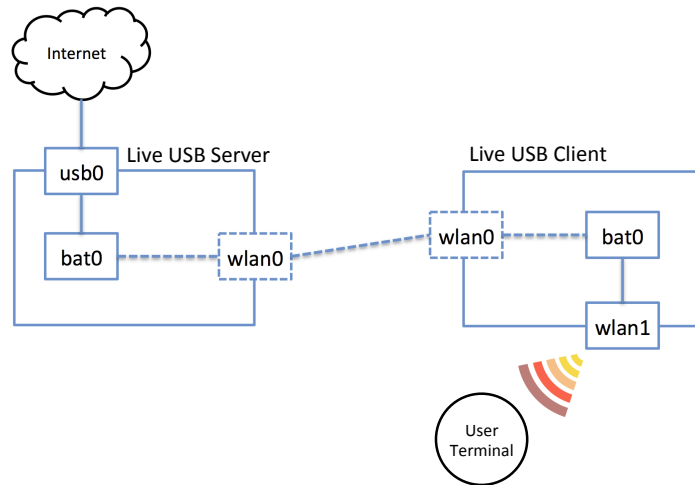 Internet
Live USB Server
Live USB Client
usb0
bat0
wlan0
wlan0
bat0
wlan1
User
Terminal